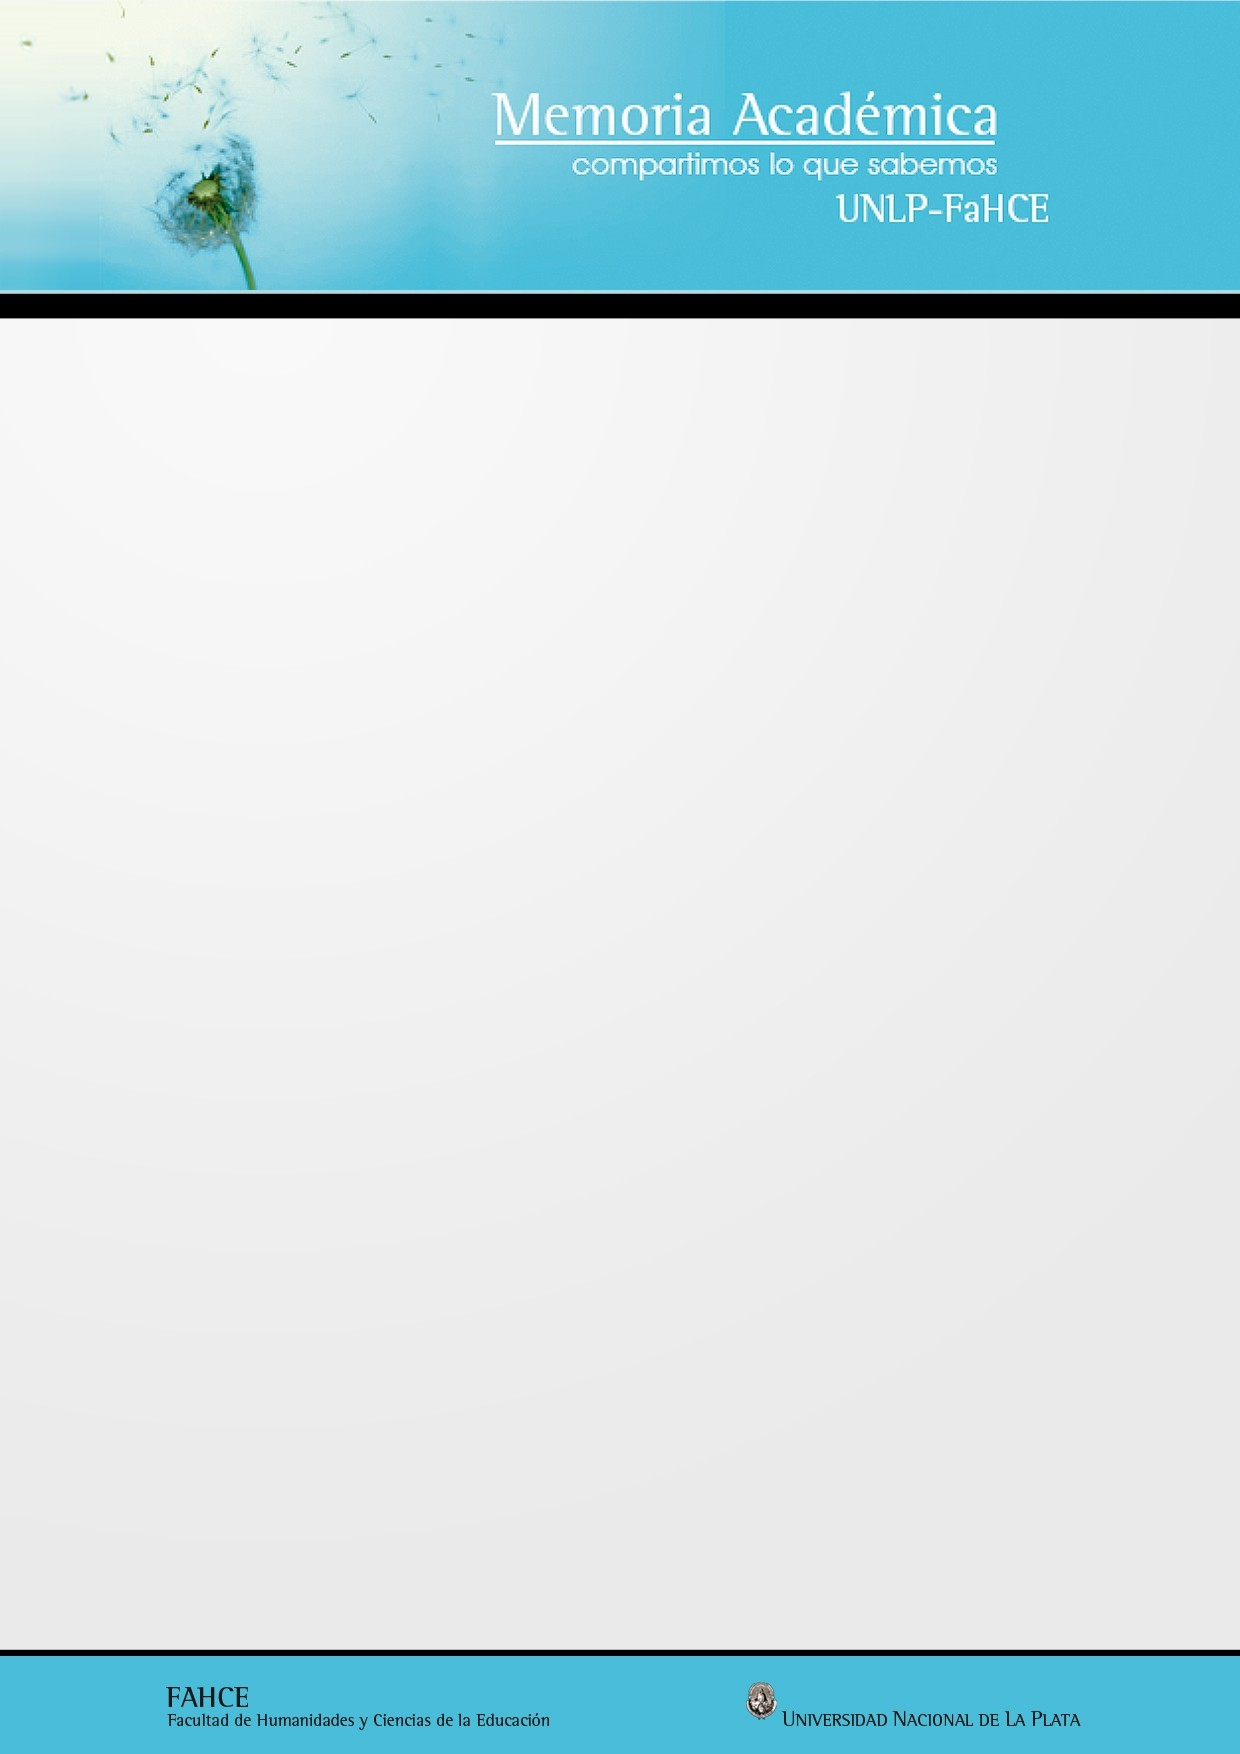 Memoria Académica
compartimos lo que sabemos
UNLP-FaHCE
FAHCE
Facultad de Humanidades y Ciencias de la Educación
UNIVERSIDAD NACIONAL DE LA PLATA